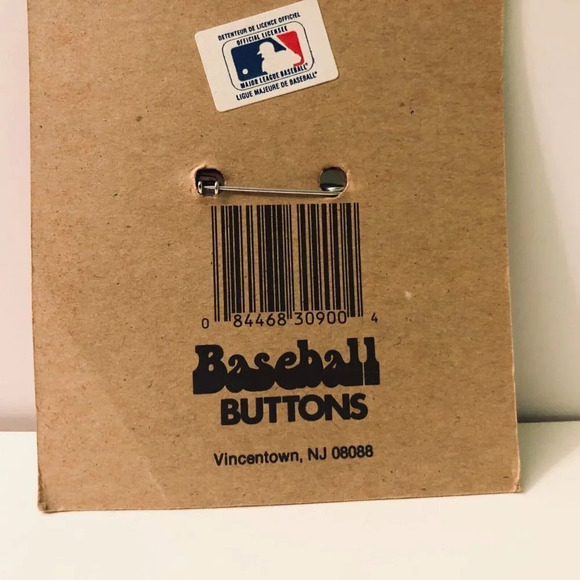 DÉTENTEUR DE LICENCE OFFICIEL
OFFICIAL LICENSEE
MAJOR LEAGUE BASEBALL®
LIGUE MAJEURE DE BASEBALL®
0 84468 30900 4
Baseball
BUTTONS
Vincentown, NJ 08088